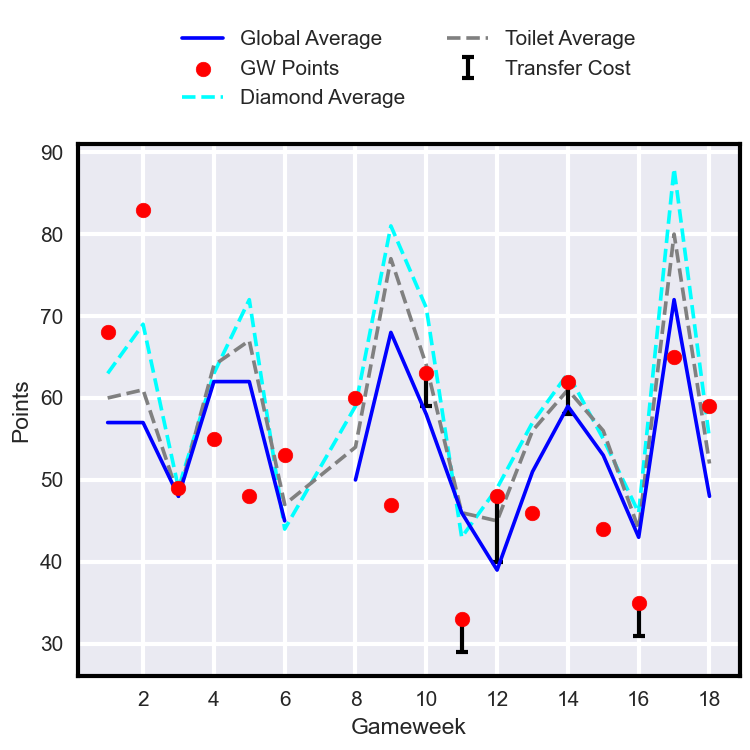 Global Average
GW Points
Diamond Average
Toilet Average
Transfer Cost
90
80
70
60
50
40
30
Points
2 4 6 8 10 12 14 16 18
Gameweek